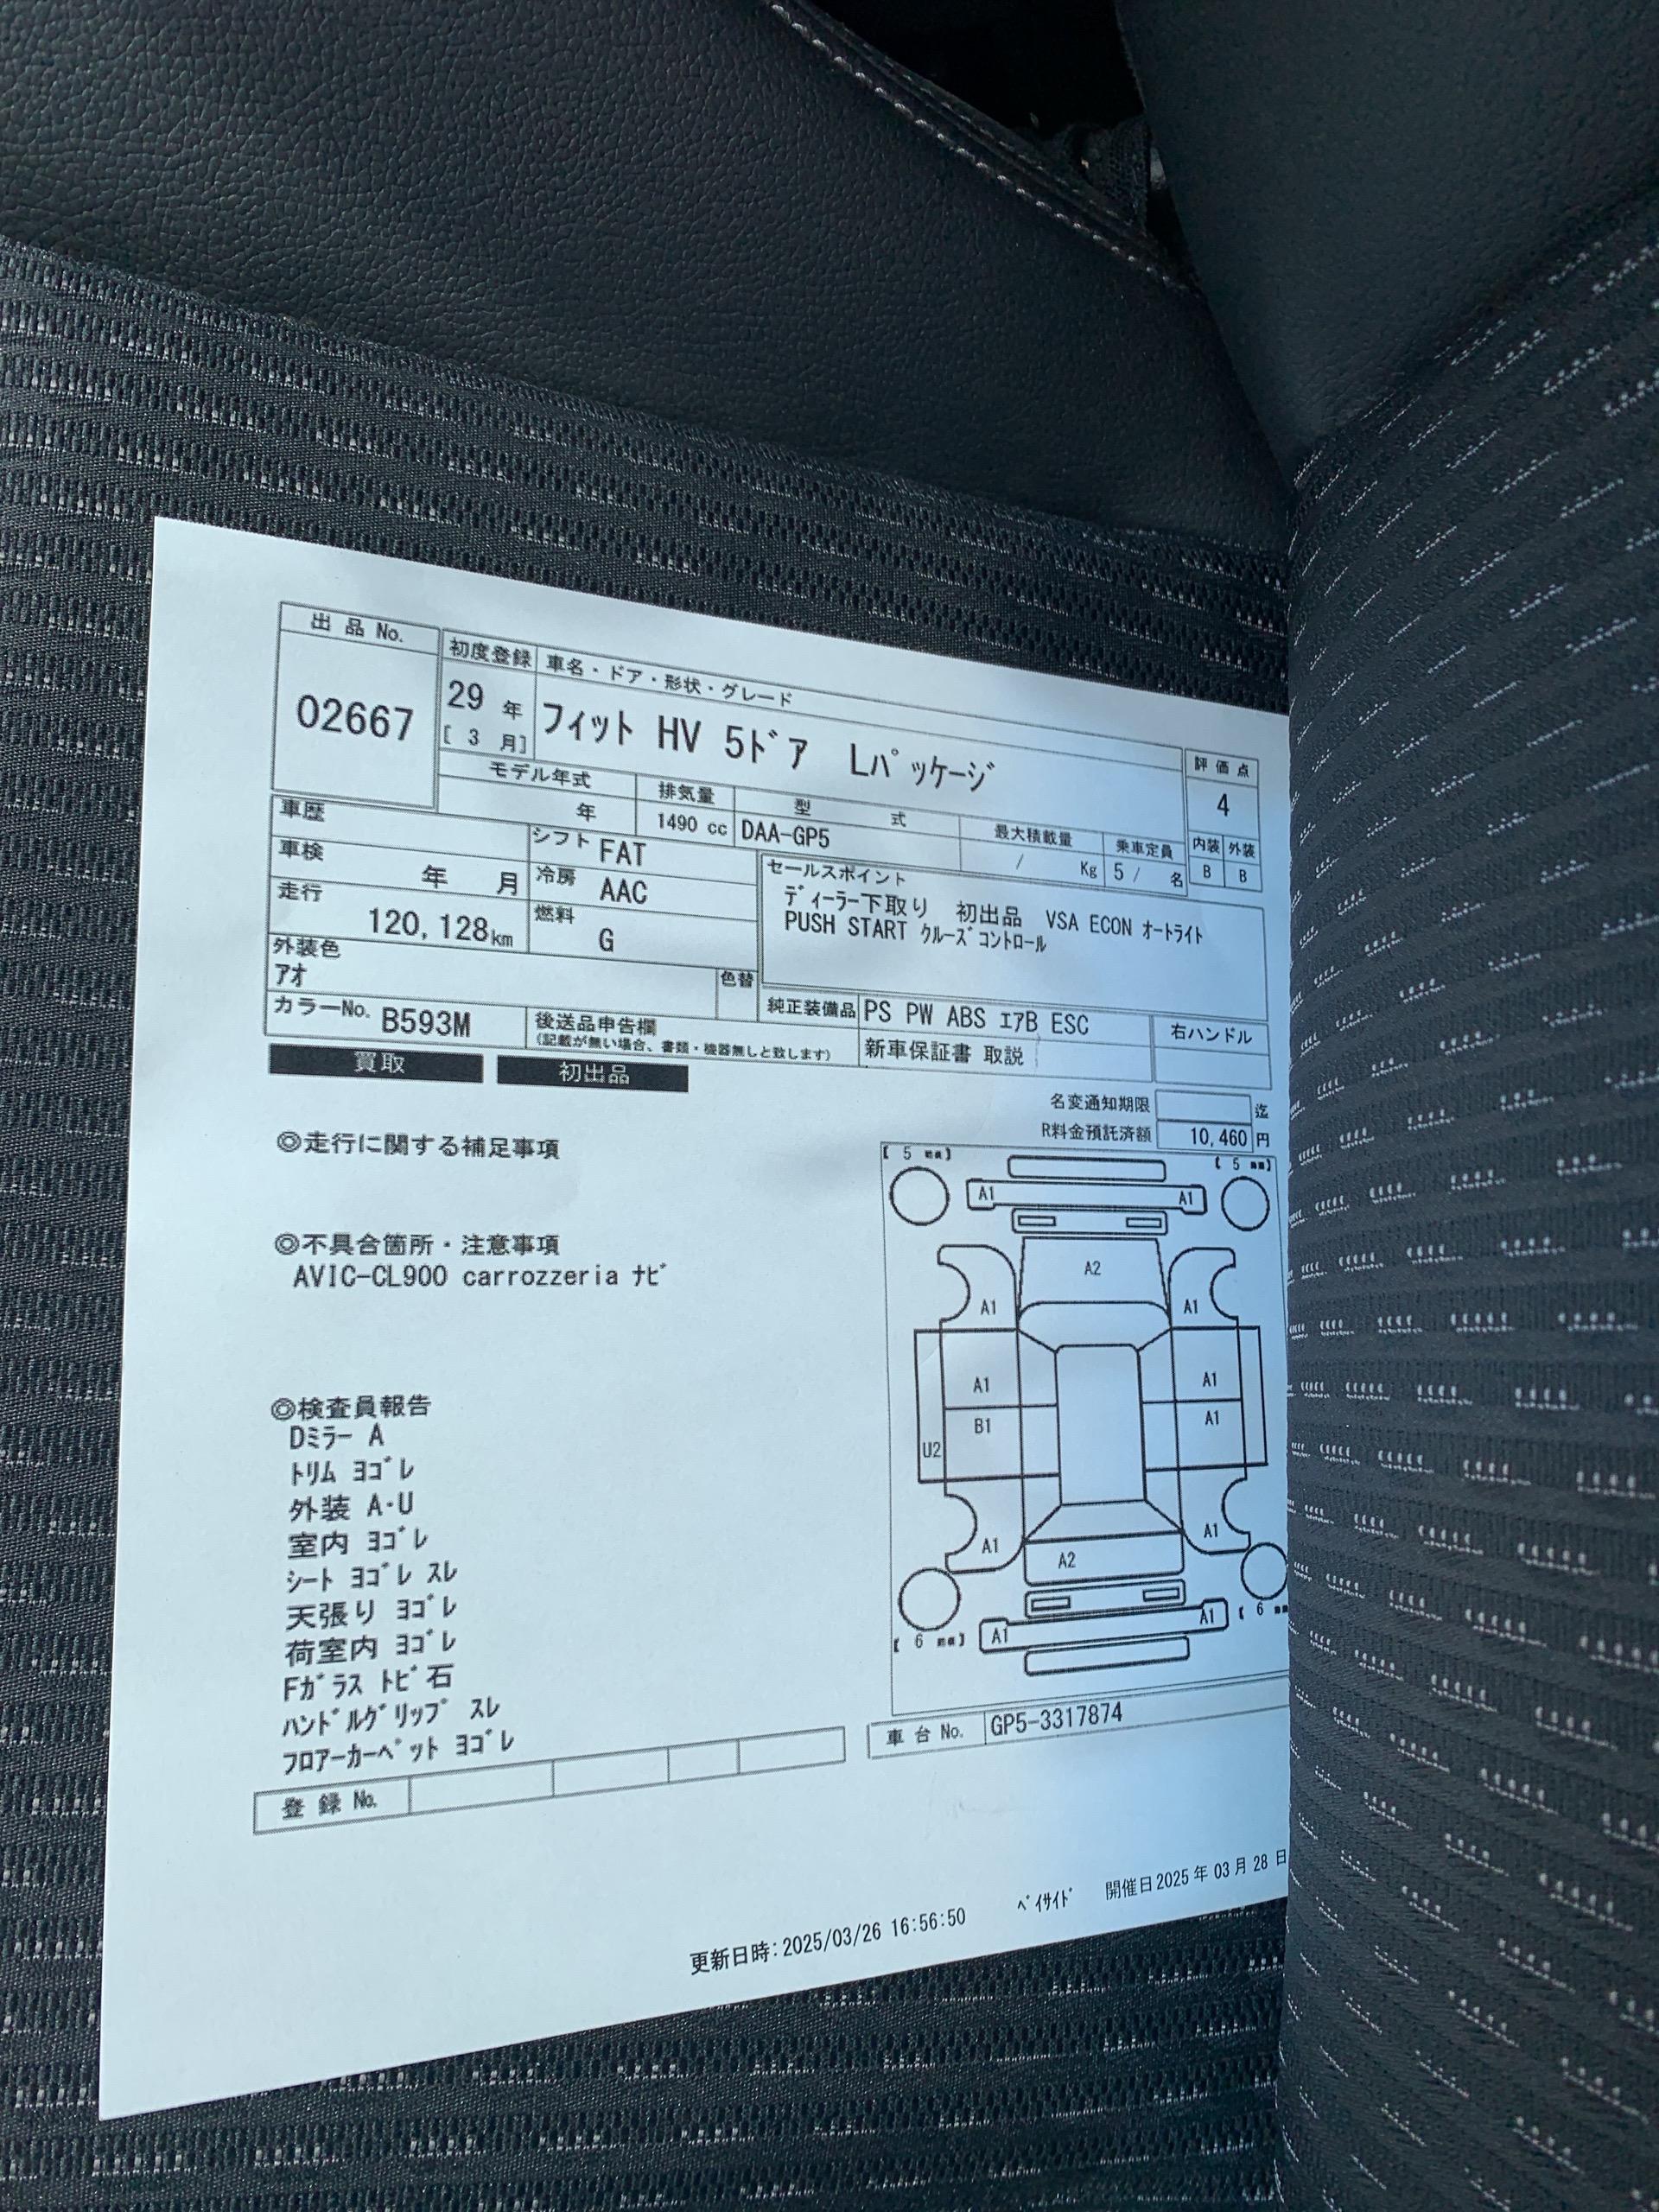 出品 No.
02667
初度登録
29 年
[ 3 月]
車名・ドア・形状・グレード
フィット HV 5ドア Lパッケージ
評価点
4
内装 外装
B B
モデル年式
年
排気量
1490 cc
型 式
DAA-GP5
最大積載量
/ Kg
乗車定員
5 / 名
車歴
シフト FAT
車検
年 月
冷房 AAC
走行
120,128km
燃料
G
外装色
アオ
色替
カラーNo. B593M
後送品申告欄
(記載が無い場合、書類・機器無しと致します)
セールスポイント
ディーラー下取り 初出品 VSA ECON オートライト
PUSH START クルーズコントロール
純正装備品 PS PW ABS エアB ESC
新車保証書 取説
右ハンドル
買取
初出品
名変通知期限 迄
R料金預託済額 10,460 円
◎走行に関する補足事項
◎不具合箇所・注意事項
AVIC-CL900 carrozzeria ナビ
◎検査員報告
Dミラー A
トリム ヨゴレ
外装 A・U
室内 ヨゴレ
シート ヨゴレ スレ
天張り ヨゴレ
荷室内 ヨゴレ
Fガラス トビ石
ハンドルグリップ スレ
フロアーカーペット ヨゴレ
【 5 】
【 5 】
A1 A1
A2
A1 A1
A1 A1
B1 A1
U2
A1 A1
A2
A1 A1
【 6 】
【 6
登録 No.
車台 No. GP5-3317874
更新日時:2025/03/26 16:56:50 ベイサイド 開催日2025 年 03 月 28 日